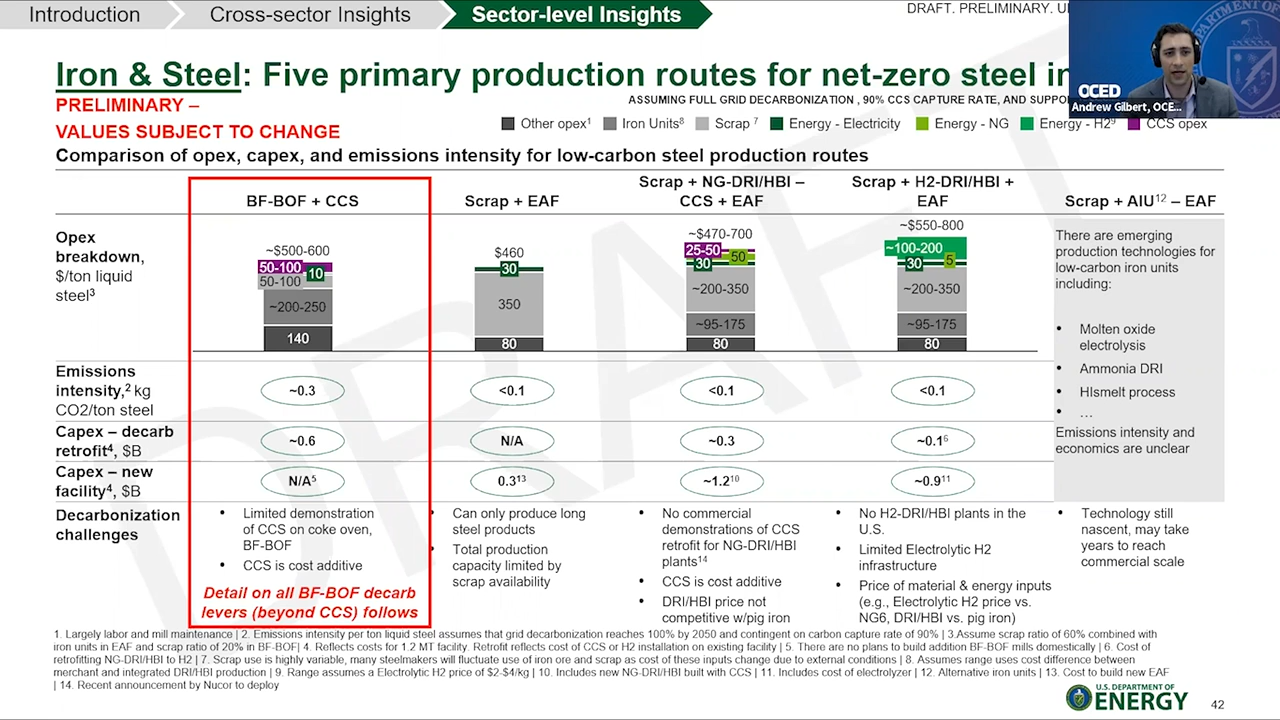 Introduction
Cross-sector Insights
Sector-level Insights
DRAFT. PRELIMINARY.
Iron & Steel: Five primary production routes for net-zero steel in
PRELIMINARY –
VALUES SUBJECT TO CHANGE
ASSUMING FULL GRID DECARBONIZATION , 90% CCS CAPTURE RATE, AND
OCED
Andrew Gilbert, OCE...
Other opex1
Iron Units8
Scrap 7
Energy - Electricity
Energy - NG
Energy - H29
CCS opex
Comparison of opex, capex, and emissions intensity for low-carbon steel production routes
BF-BOF + CCS
Scrap + EAF
Scrap + NG-DRI/HBI –
CCS + EAF
Scrap + H2-DRI/HBI +
EAF
Scrap + AIU12 – EAF
Opex
breakdown,
$/ton liquid
steel3
~$500-600
50-100
10
50-100
~200-250
140
$460
30
350
80
~$470-700
25-50
50
30
~200-350
~95-175
80
~$550-800
~100-200
5
30
~200-350
~95-175
80
There are emerging
production technologies for
low-carbon iron units
including:
• Molten oxide
electrolysis
• Ammonia DRI
• HIsmelt process
• …
Emissions intensity and
economics are unclear
Emissions
intensity,2 kg
CO2/ton steel
~0.3
<0.1
<0.1
<0.1
Capex – decarb
retrofit4, $B
~0.6
N/A
~0.3
~0.16
Capex – new
facility4, $B
N/A5
0.313
~1.210
~0.911
Decarbonization
challenges
• Limited demonstration
of CCS on coke oven,
BF-BOF
• CCS is cost additive
Detail on all BF-BOF decarb
levers (beyond CCS) follows
• Can only produce long
steel products
• Total production
capacity limited by
scrap availability
• No commercial
demonstrations of CCS
retrofit for NG-DRI/HBI
plants14
• CCS is cost additive
• DRI/HBI price not
competitive w/pig iron
• No H2-DRI/HBI plants in the
U.S.
• Limited Electrolytic H2
infrastructure
• Price of material & energy inputs
(e.g., Electrolytic H2 price vs.
NG6, DRI/HBI vs. pig iron)
• Technology still
nascent, may take
years to reach
commercial scale
1. Largely labor and mill maintenance | 2. Emissions intensity per ton liquid steel assumes that grid decarbonization reaches 100% by 2050 and contingent on carbon capture rate of 90% | 3.Assume scrap ratio of 60% combined with
iron units in EAF and scrap ratio of 20% in BF-BOF| 4. Reflects costs for 1.2 MT facility. Retrofit reflects cost of CCS or H2 installation on existing facility | 5. There are no plans to build addition BF-BOF mills domestically | 6. Cost of
retrofitting NG-DRI/HBI to H2 | 7. Scrap use is highly variable, many steelmakers will fluctuate use of iron ore and scrap as cost of these inputs change due to external conditions | 8. Assumes range uses cost difference between
merchant and integrated DRI/HBI production | 9. Range assumes a Electrolytic H2 price of $2-$4/kg | 10. Includes new NG-DRI/HBI built with CCS | 11. Includes cost of electrolyzer | 12. Alternative iron units | 13. Cost to build new EAF
| 14. Recent announcement by Nucor to deploy
U.S. DEPARTMENT OF
ENERGY
42
DRAFT